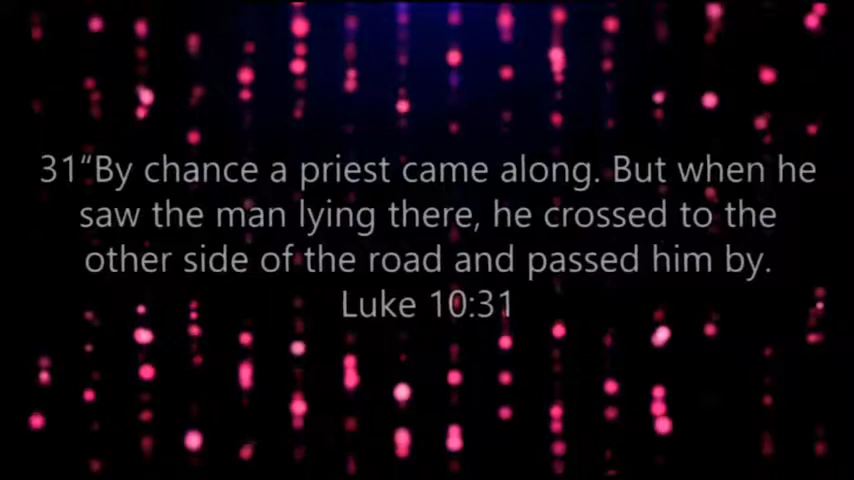 31“By chance a priest came along. But when he
saw the man lying there, he crossed to the
other side of the road and passed him by.
Luke 10:31